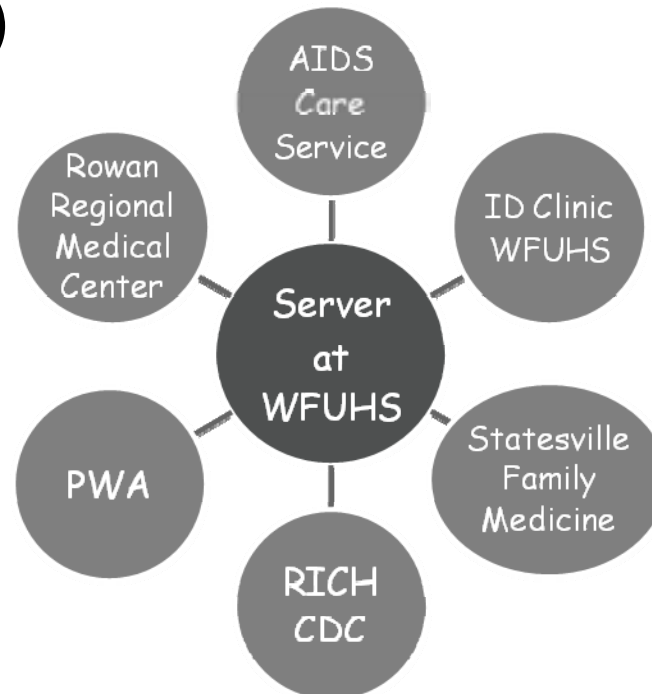 AIDS
Care
Service
Rowan
Regional
Medical
Center
ID Clinic
WFUHS
Server
at
WFUHS
PWA
Statesville
Family
Medicine
RICH
CDC